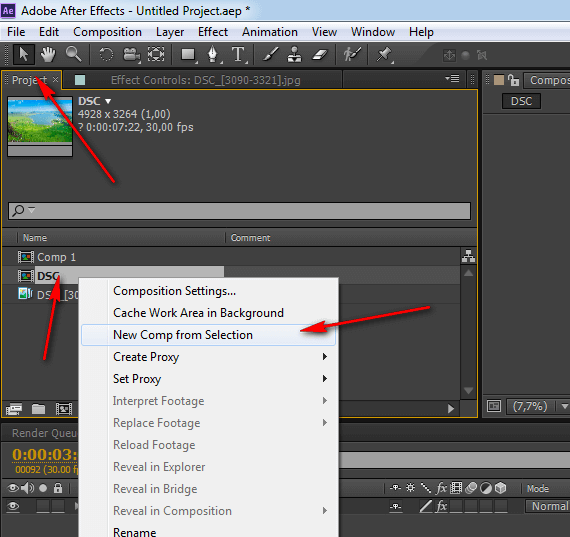 Ae Adobe After Effects - Untitled Project.aep *
File Edit Composition Layer Effect Animation View Window Help
Project × Effect Controls: DSC_[3090-3321].jpg
Compos
DSC
DSC ▼
4928 x 3264 (1,00)
? 0:00:07:22, 30,00 fps
Name Comment
Comp 1
DSC
DSC_[30
Composition Settings...
Cache Work Area in Background
New Comp from Selection
Create Proxy
Set Proxy
Interpret Footage
Replace Footage
Reload Footage
Reveal in Explorer
Reveal in Bridge
Reveal in Composition
Rename
(7,7%)
Render Queu
0:00:03:
00092 (30.00 f
fx Mode
fx Normal